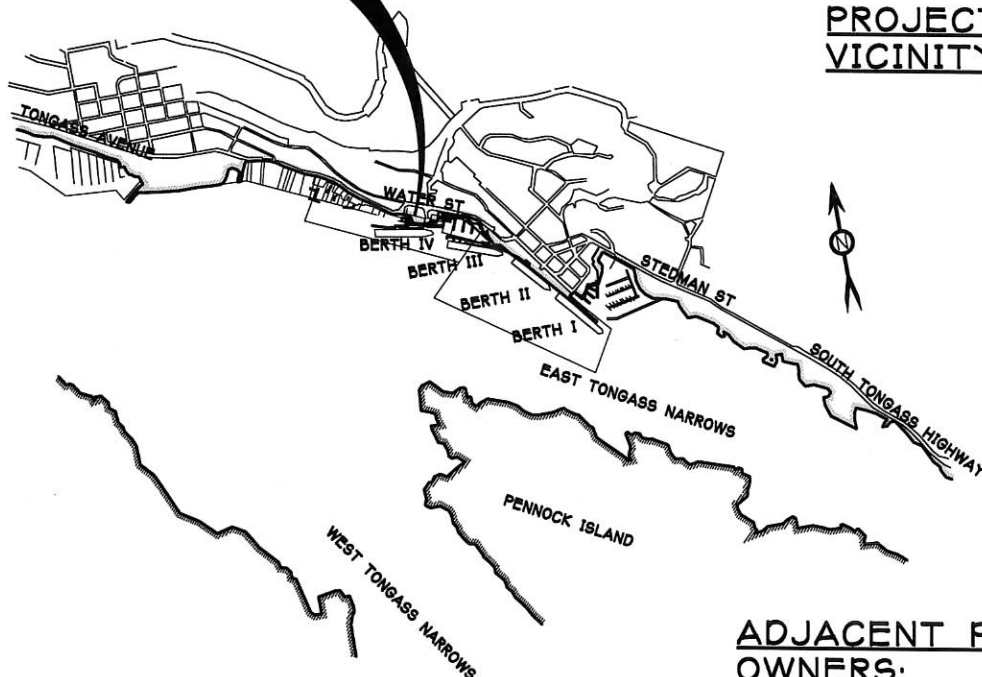 PROJECT
VICINITY
TONGASS AVENUE
WATER ST
BERTH IV
BERTH III
BERTH II
BERTH I
STEDMAN ST
N
SOUTH TONGASS HIGHWAY
EAST TONGASS NARROWS
PENNOCK ISLAND
WEST TONGASS NARROWS
ADJACENT
OWNERS: